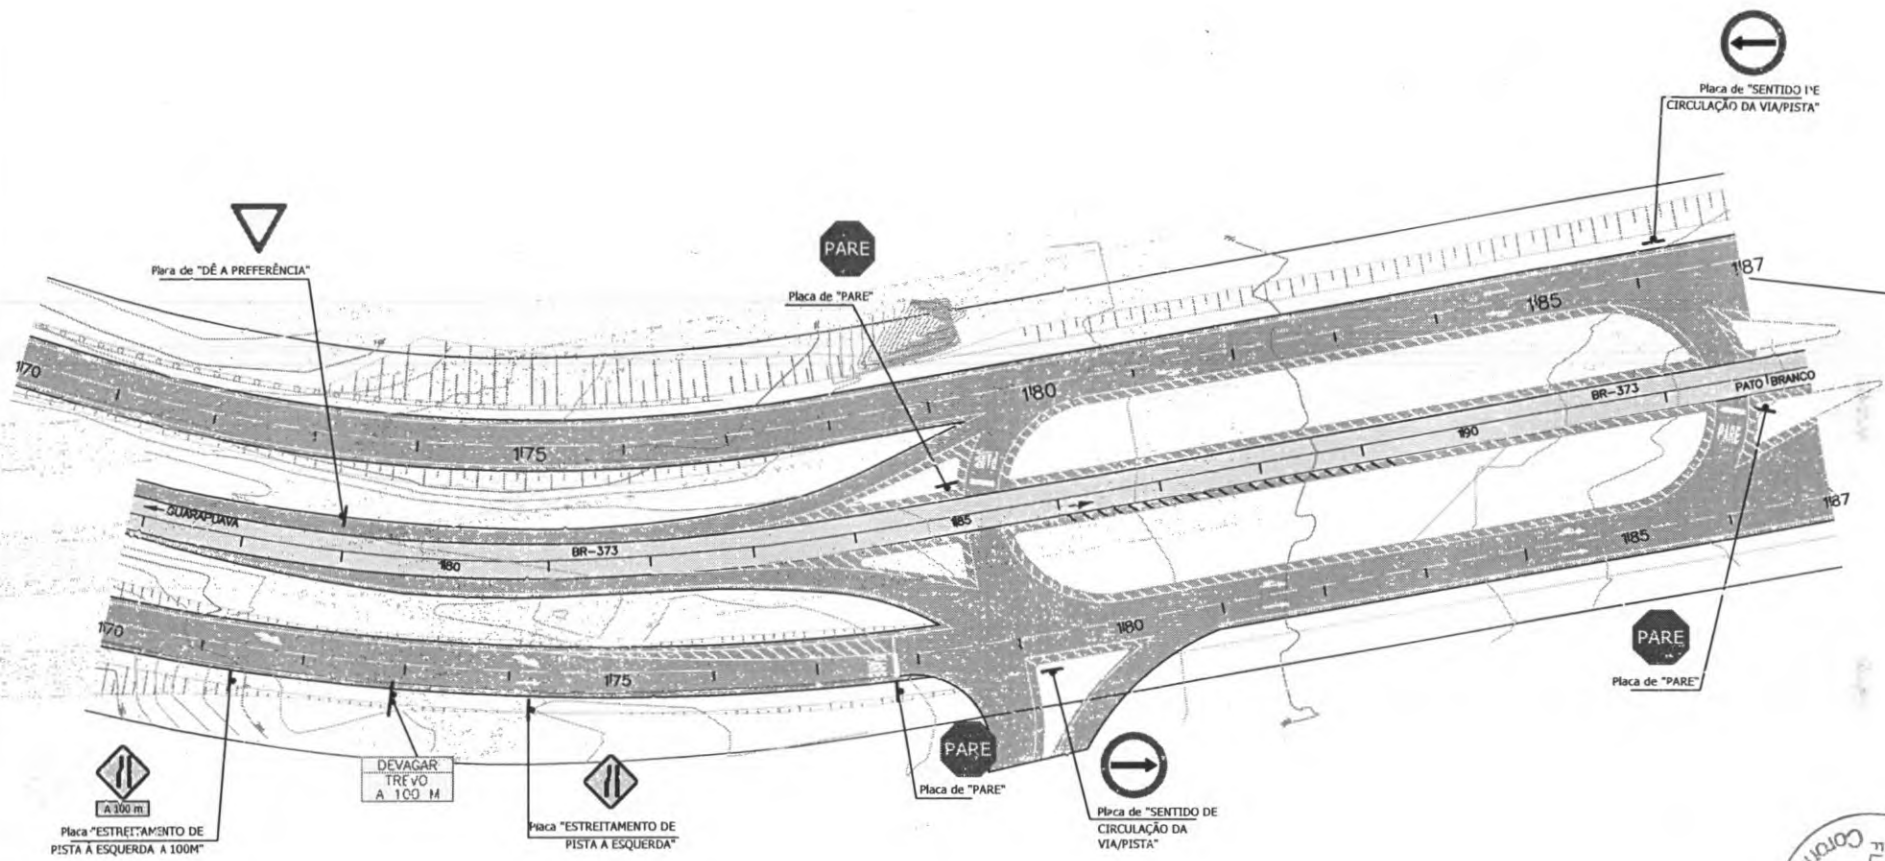 Placa de "SENTIDO DE
CIRCULAÇÃO DA VIA/PISTA"
Placa de "DÊ A PREFERÊNCIA"
PARE
Placa de "PARE"
1170
1175
1180
1185
1187
GUARAPUAVA
BR-373
1180
1185
1190
BR-373
PATO BRANCO
PARE
1170
1175
1180
1185
1187
PARE
Placa de "PARE"
A 100 m
Placa "ESTREITAMENTO DE
PISTA À ESQUERDA A 100M"
DEVAGAR
TREVO
A 100 M
Placa "ESTREITAMENTO DE
PISTA A ESQUERDA"
PARE
Placa de "PARE"
Placa de "SENTIDO DE
CIRCULAÇÃO DA
VIA/PISTA"